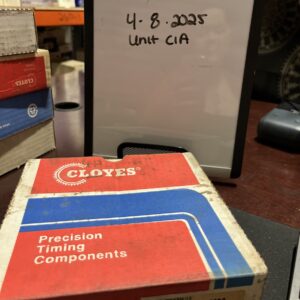 4-8-2025
Unit C1A
CLOYES
CLOYES®
Precision
Timing
Components